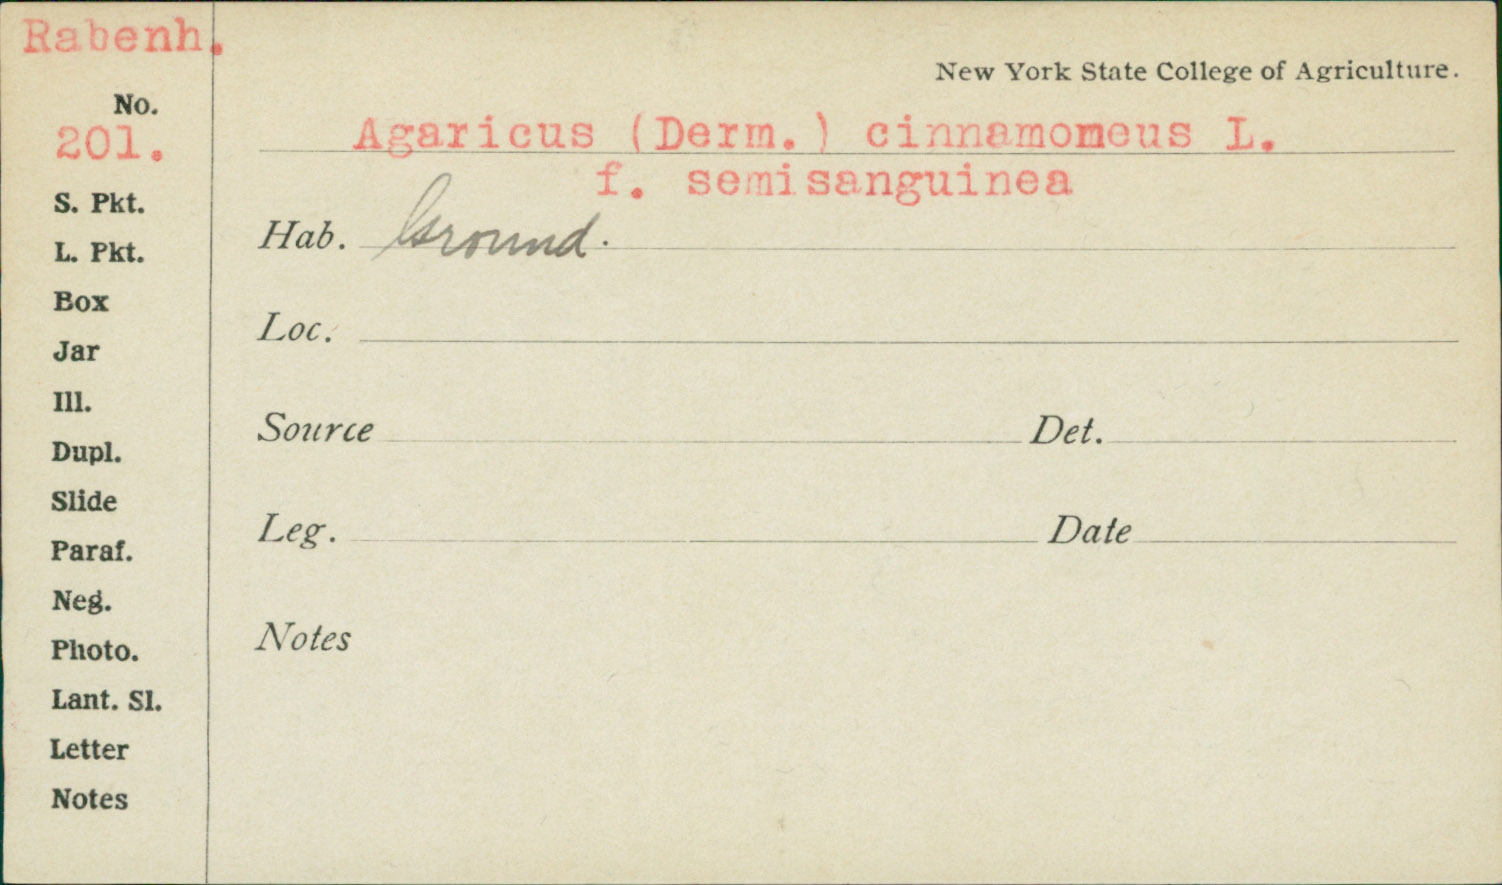 Rabenh.
New York State College of Agriculture.
No.
201.
Agaricus (Derm.) cinnamomeus L.
f. semisanguinea
S. Pkt.
L. Pkt.
Box
Jar
Ill.
Dupl.
Slide
Paraf.
Neg.
Photo.
Lant. Sl.
Letter
Notes
Hab. Ground.
Loc.
Source Det.
Leg. Date
Notes